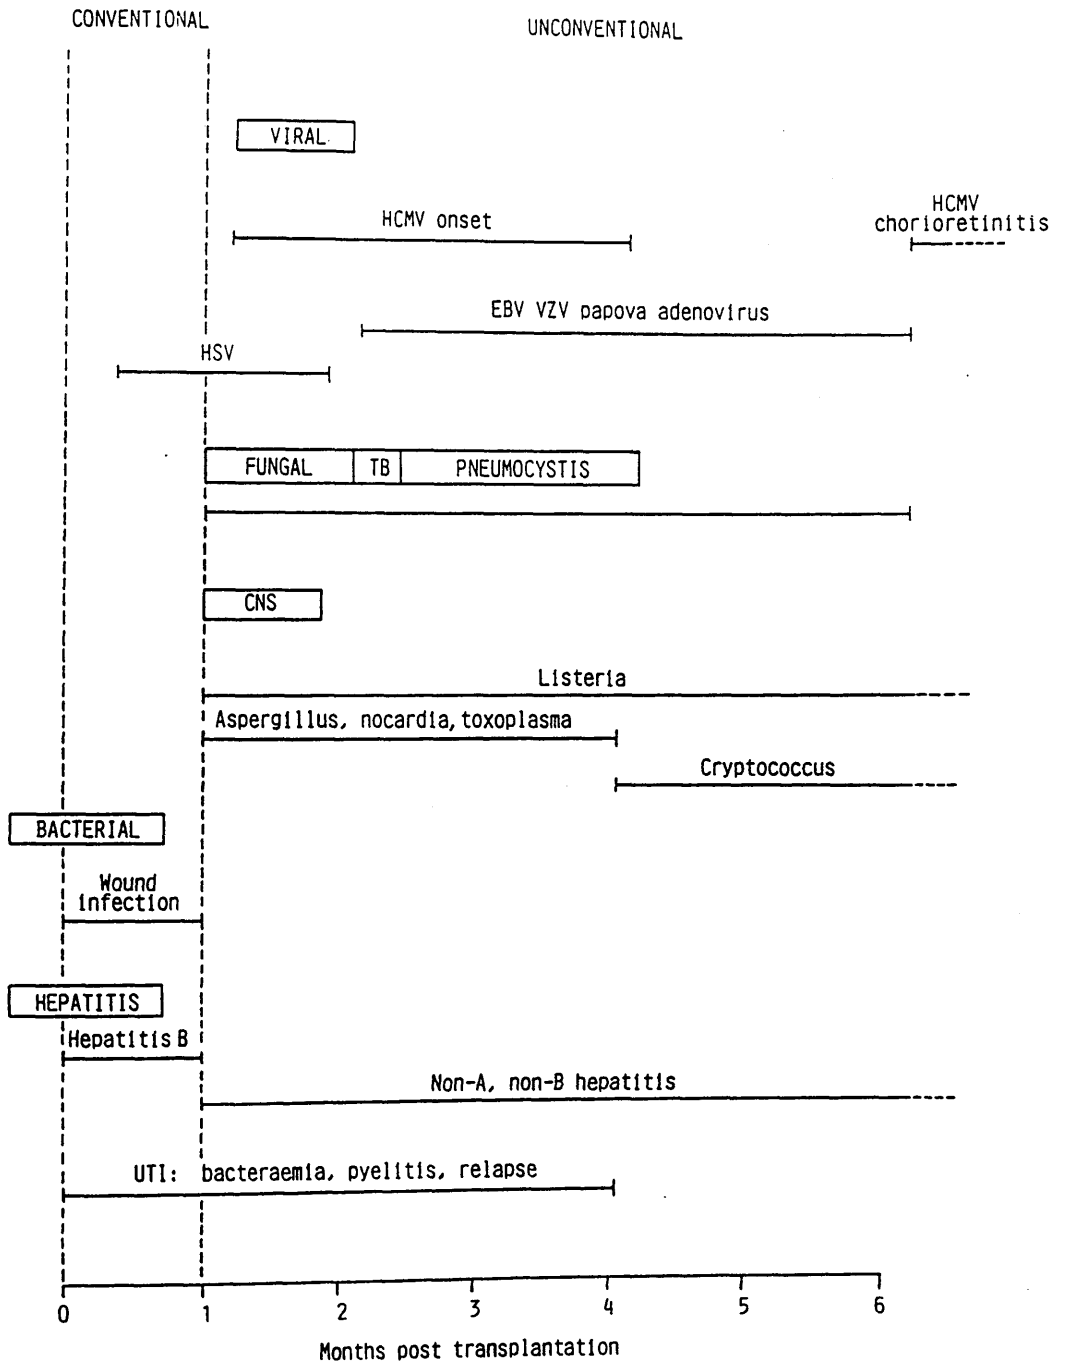 CONVENTIONAL
UNCONVENTIONAL
VIRAL
HCMV onset
HCMV
chorioretinitis
EBV VZV papova adenovirus
HSV
FUNGAL TB PNEUMOCYSTIS
CNS
Listeria
Aspergillus, nocardia, toxoplasma
Cryptococcus
BACTERIAL
Wound
infection
HEPATITIS
Hepatitis B
Non-A, non-B hepatitis
UTI: bacteraemia, pyelitis, relapse
0 1 2 3 4 5 6
Months post transplantation